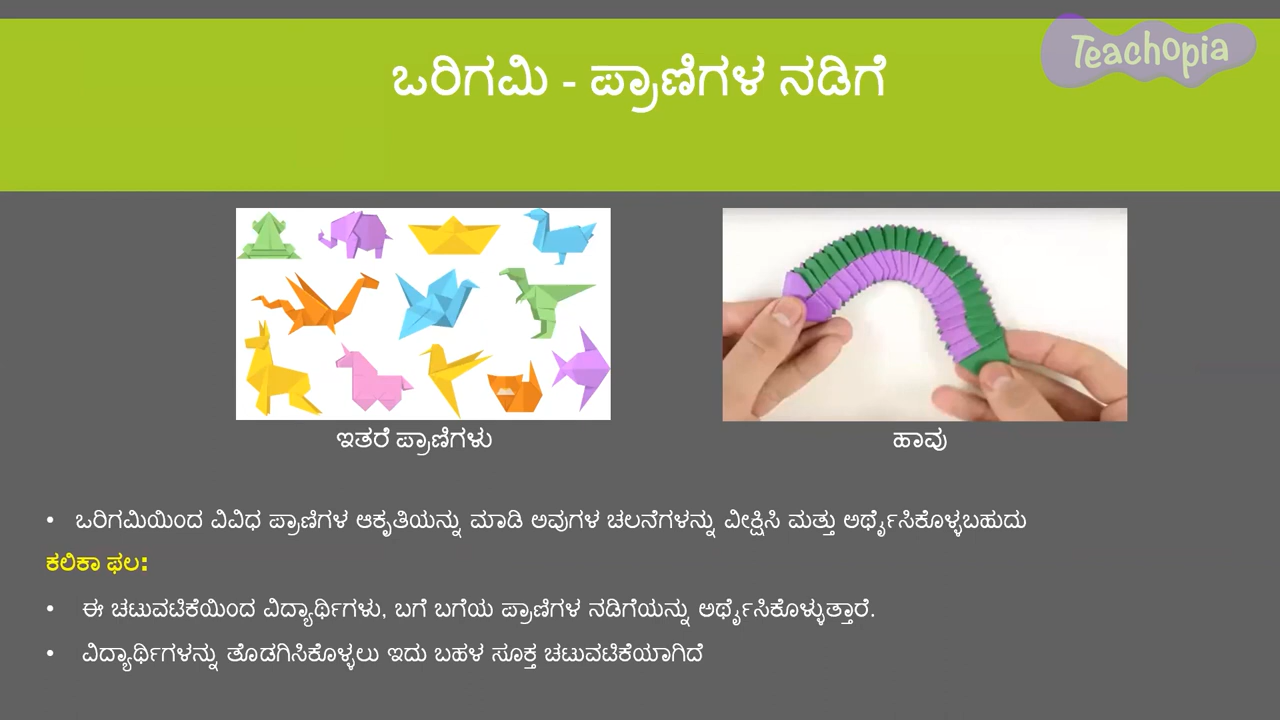 Teachopia
ಒರಿಗಮಿ - ಪ್ರಾಣಿಗಳ ನಡಿಗೆ
ಇತರೆ ಪ್ರಾಣಿಗಳು
ಹಾವು
• ಒರಿಗಮಿಯಿಂದ ವಿವಿಧ ಪ್ರಾಣಿಗಳ ಆಕೃತಿಯನ್ನು ಮಾಡಿ ಅವುಗಳ ಚಲನೆಗಳನ್ನು ವೀಕ್ಷಿಸಿ ಮತ್ತು ಅರ್ಥೈಸಿಕೊಳ್ಳಬಹುದು
ಕಲಿಕಾ ಫಲ:
• ಈ ಚಟುವಟಿಕೆಯಿಂದ ವಿದ್ಯಾರ್ಥಿಗಳು, ಬಗೆ ಬಗೆಯ ಪ್ರಾಣಿಗಳ ನಡಿಗೆಯನ್ನು ಅರ್ಥೈಸಿಕೊಳ್ಳುತ್ತಾರೆ.
• ವಿದ್ಯಾರ್ಥಿಗಳನ್ನು ತೊಡಗಿಸಿಕೊಳ್ಳಲು ಇದು ಬಹಳ ಸೂಕ್ತ ಚಟುವಟಿಕೆಯಾಗಿದೆ